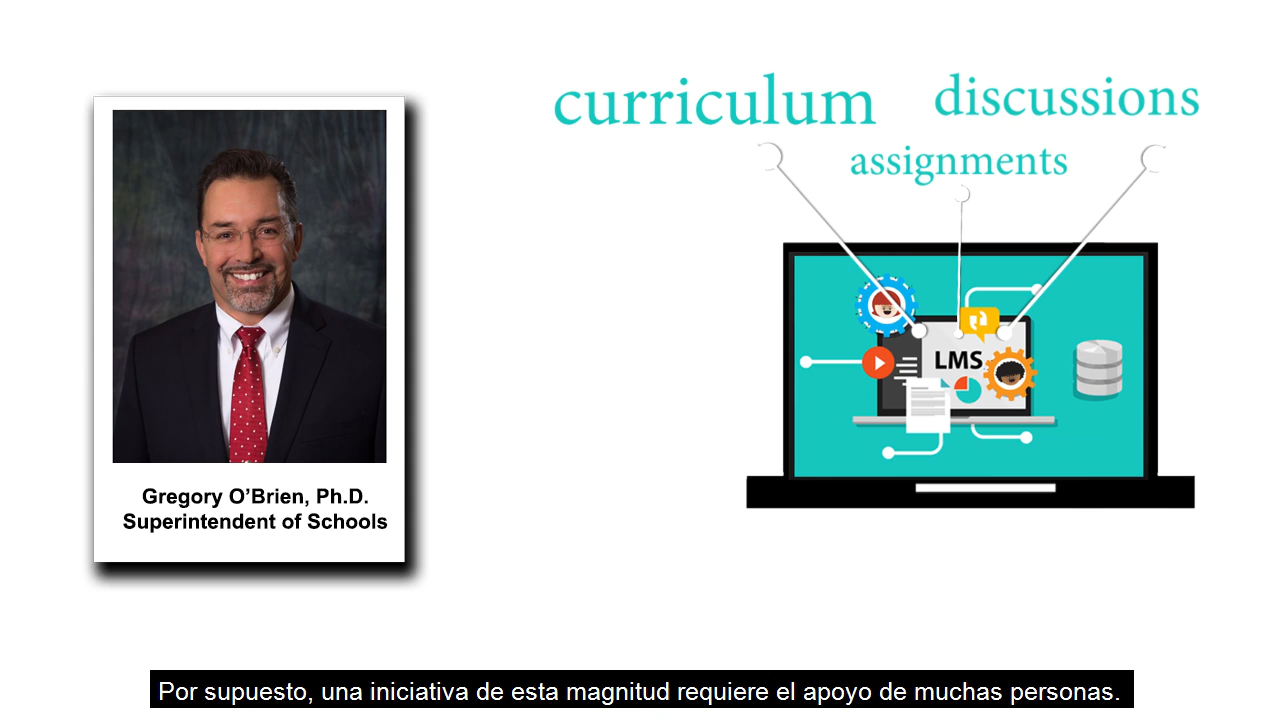 curriculum
discussions
assignments
LMS
Gregory O’Brien, Ph.D.
Superintendent of Schools
Por supuesto, una iniciativa de esta magnitud requiere el apoyo de muchas personas.